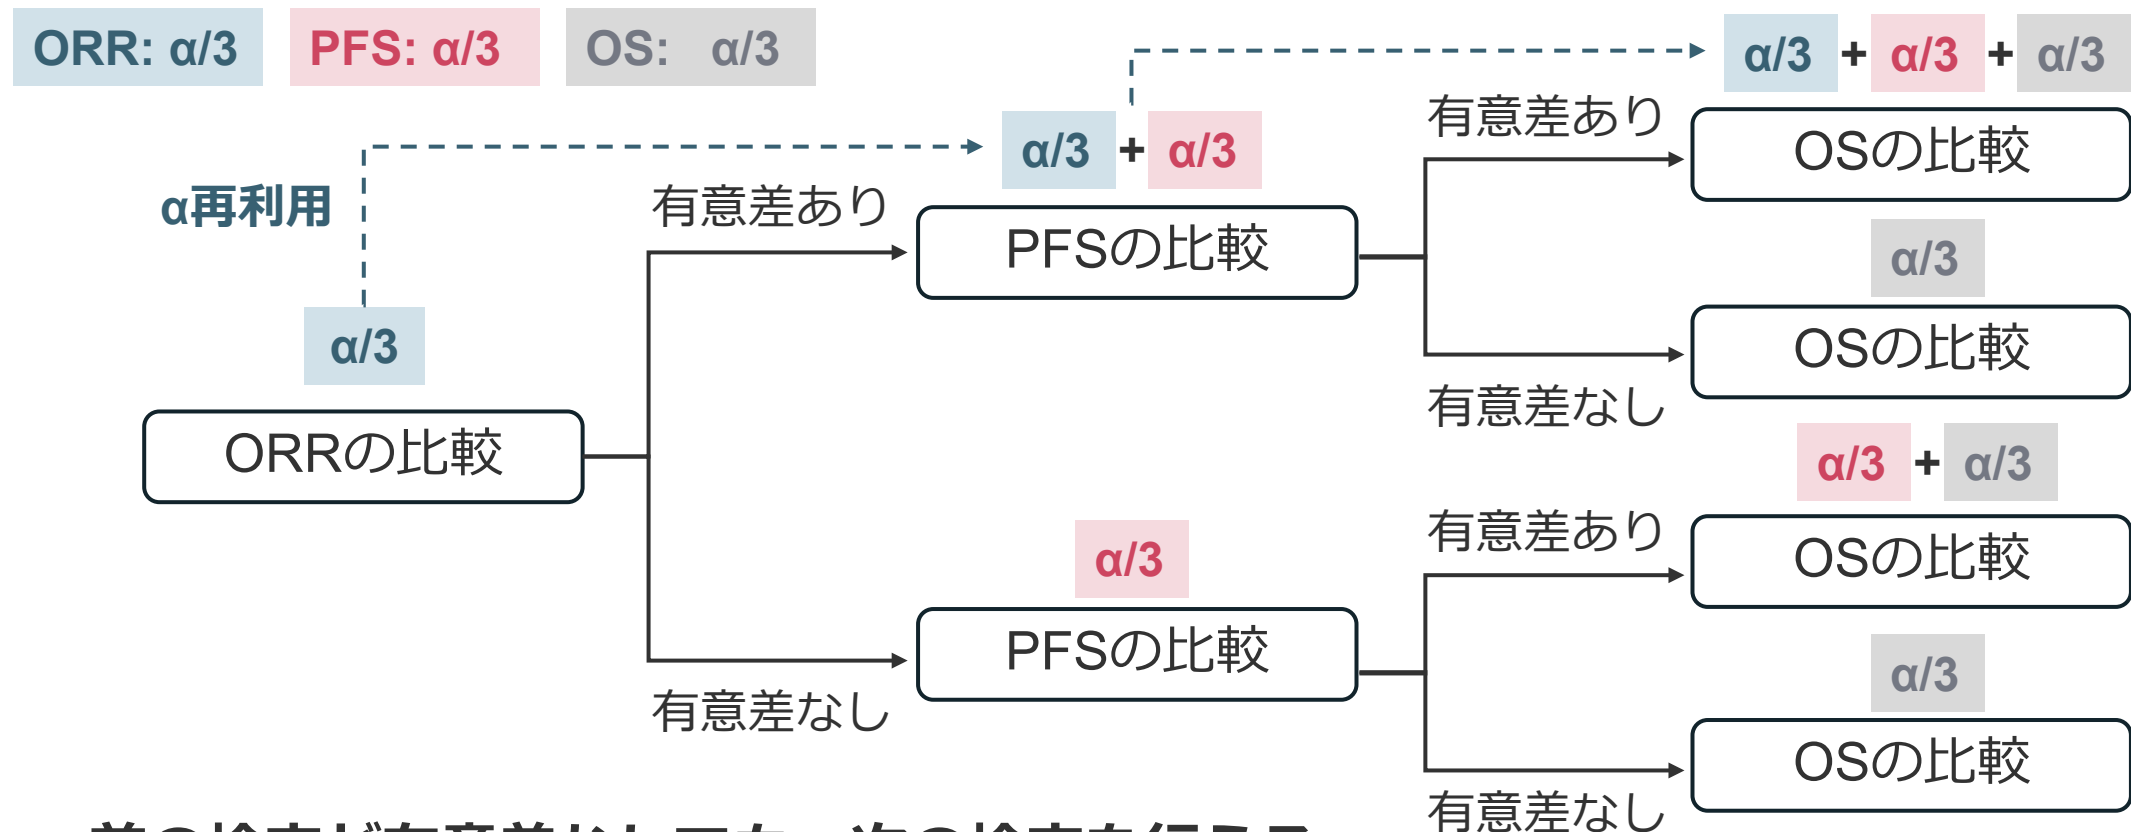 ORR: α/3 PFS: α/3 OS: α/3
α/3 + α/3 + α/3
有意差あり
OSの比較
α/3 + α/3
α再利用
有意差あり
PFSの比較
α/3
OSの比較
有意差なし
α/3
ORRの比較
α/3 + α/3
有意差あり
OSの比較
α/3
PFSの比較
有意差なし
α/3
OSの比較
有意差なし